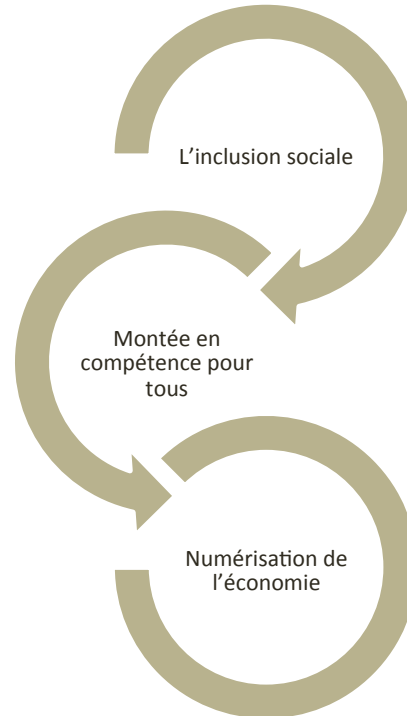 L’inclusion sociale
Montée en
compétence pour
tous
Numérisation de
l’économie